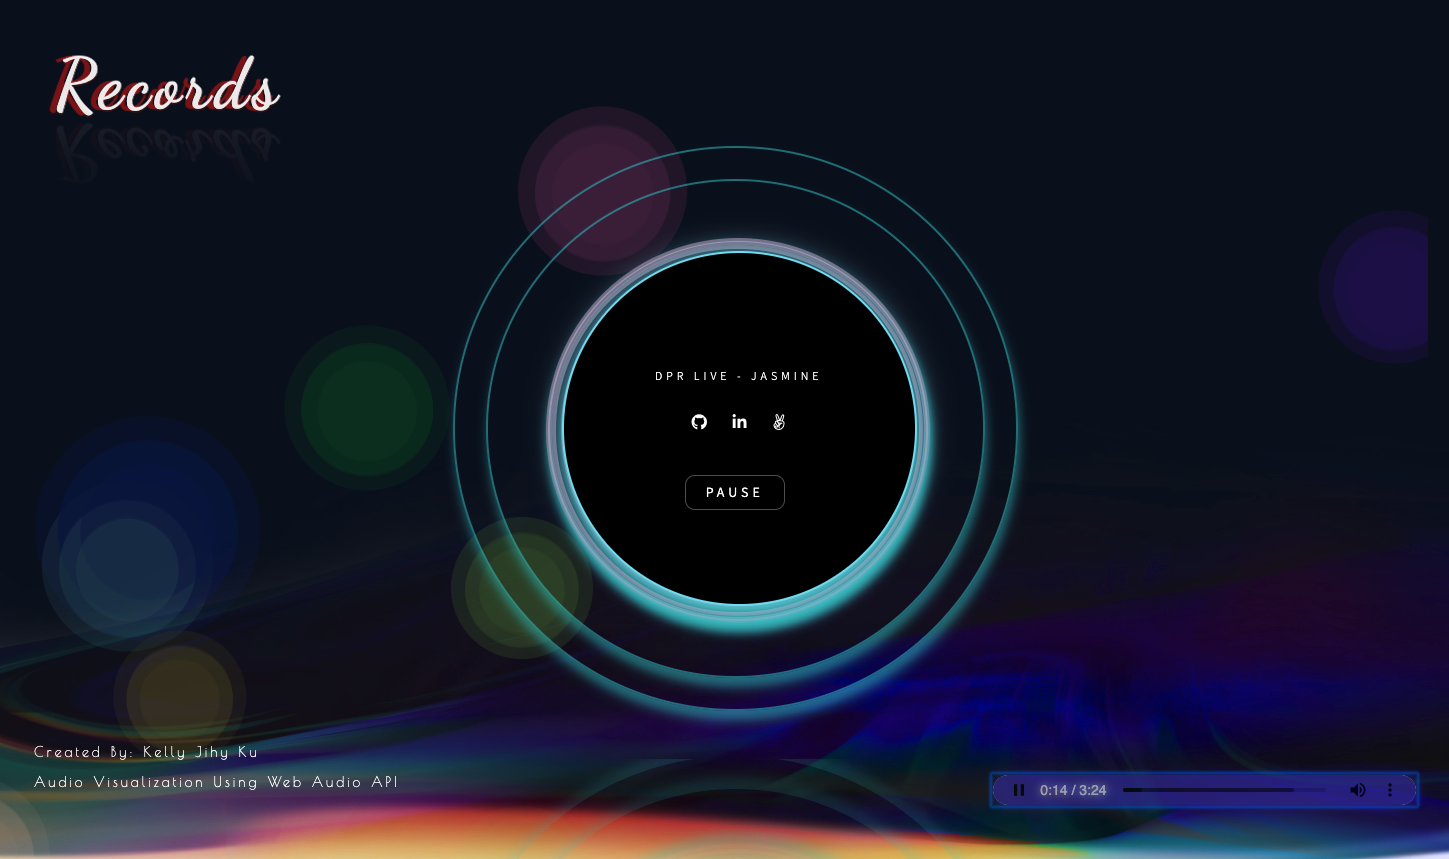 Records
DPR LIVE - JASMINE
PAUSE
Created By: Kelly Jihy Ku
Audio Visualization Using Web Audio API
0:14 / 3:24